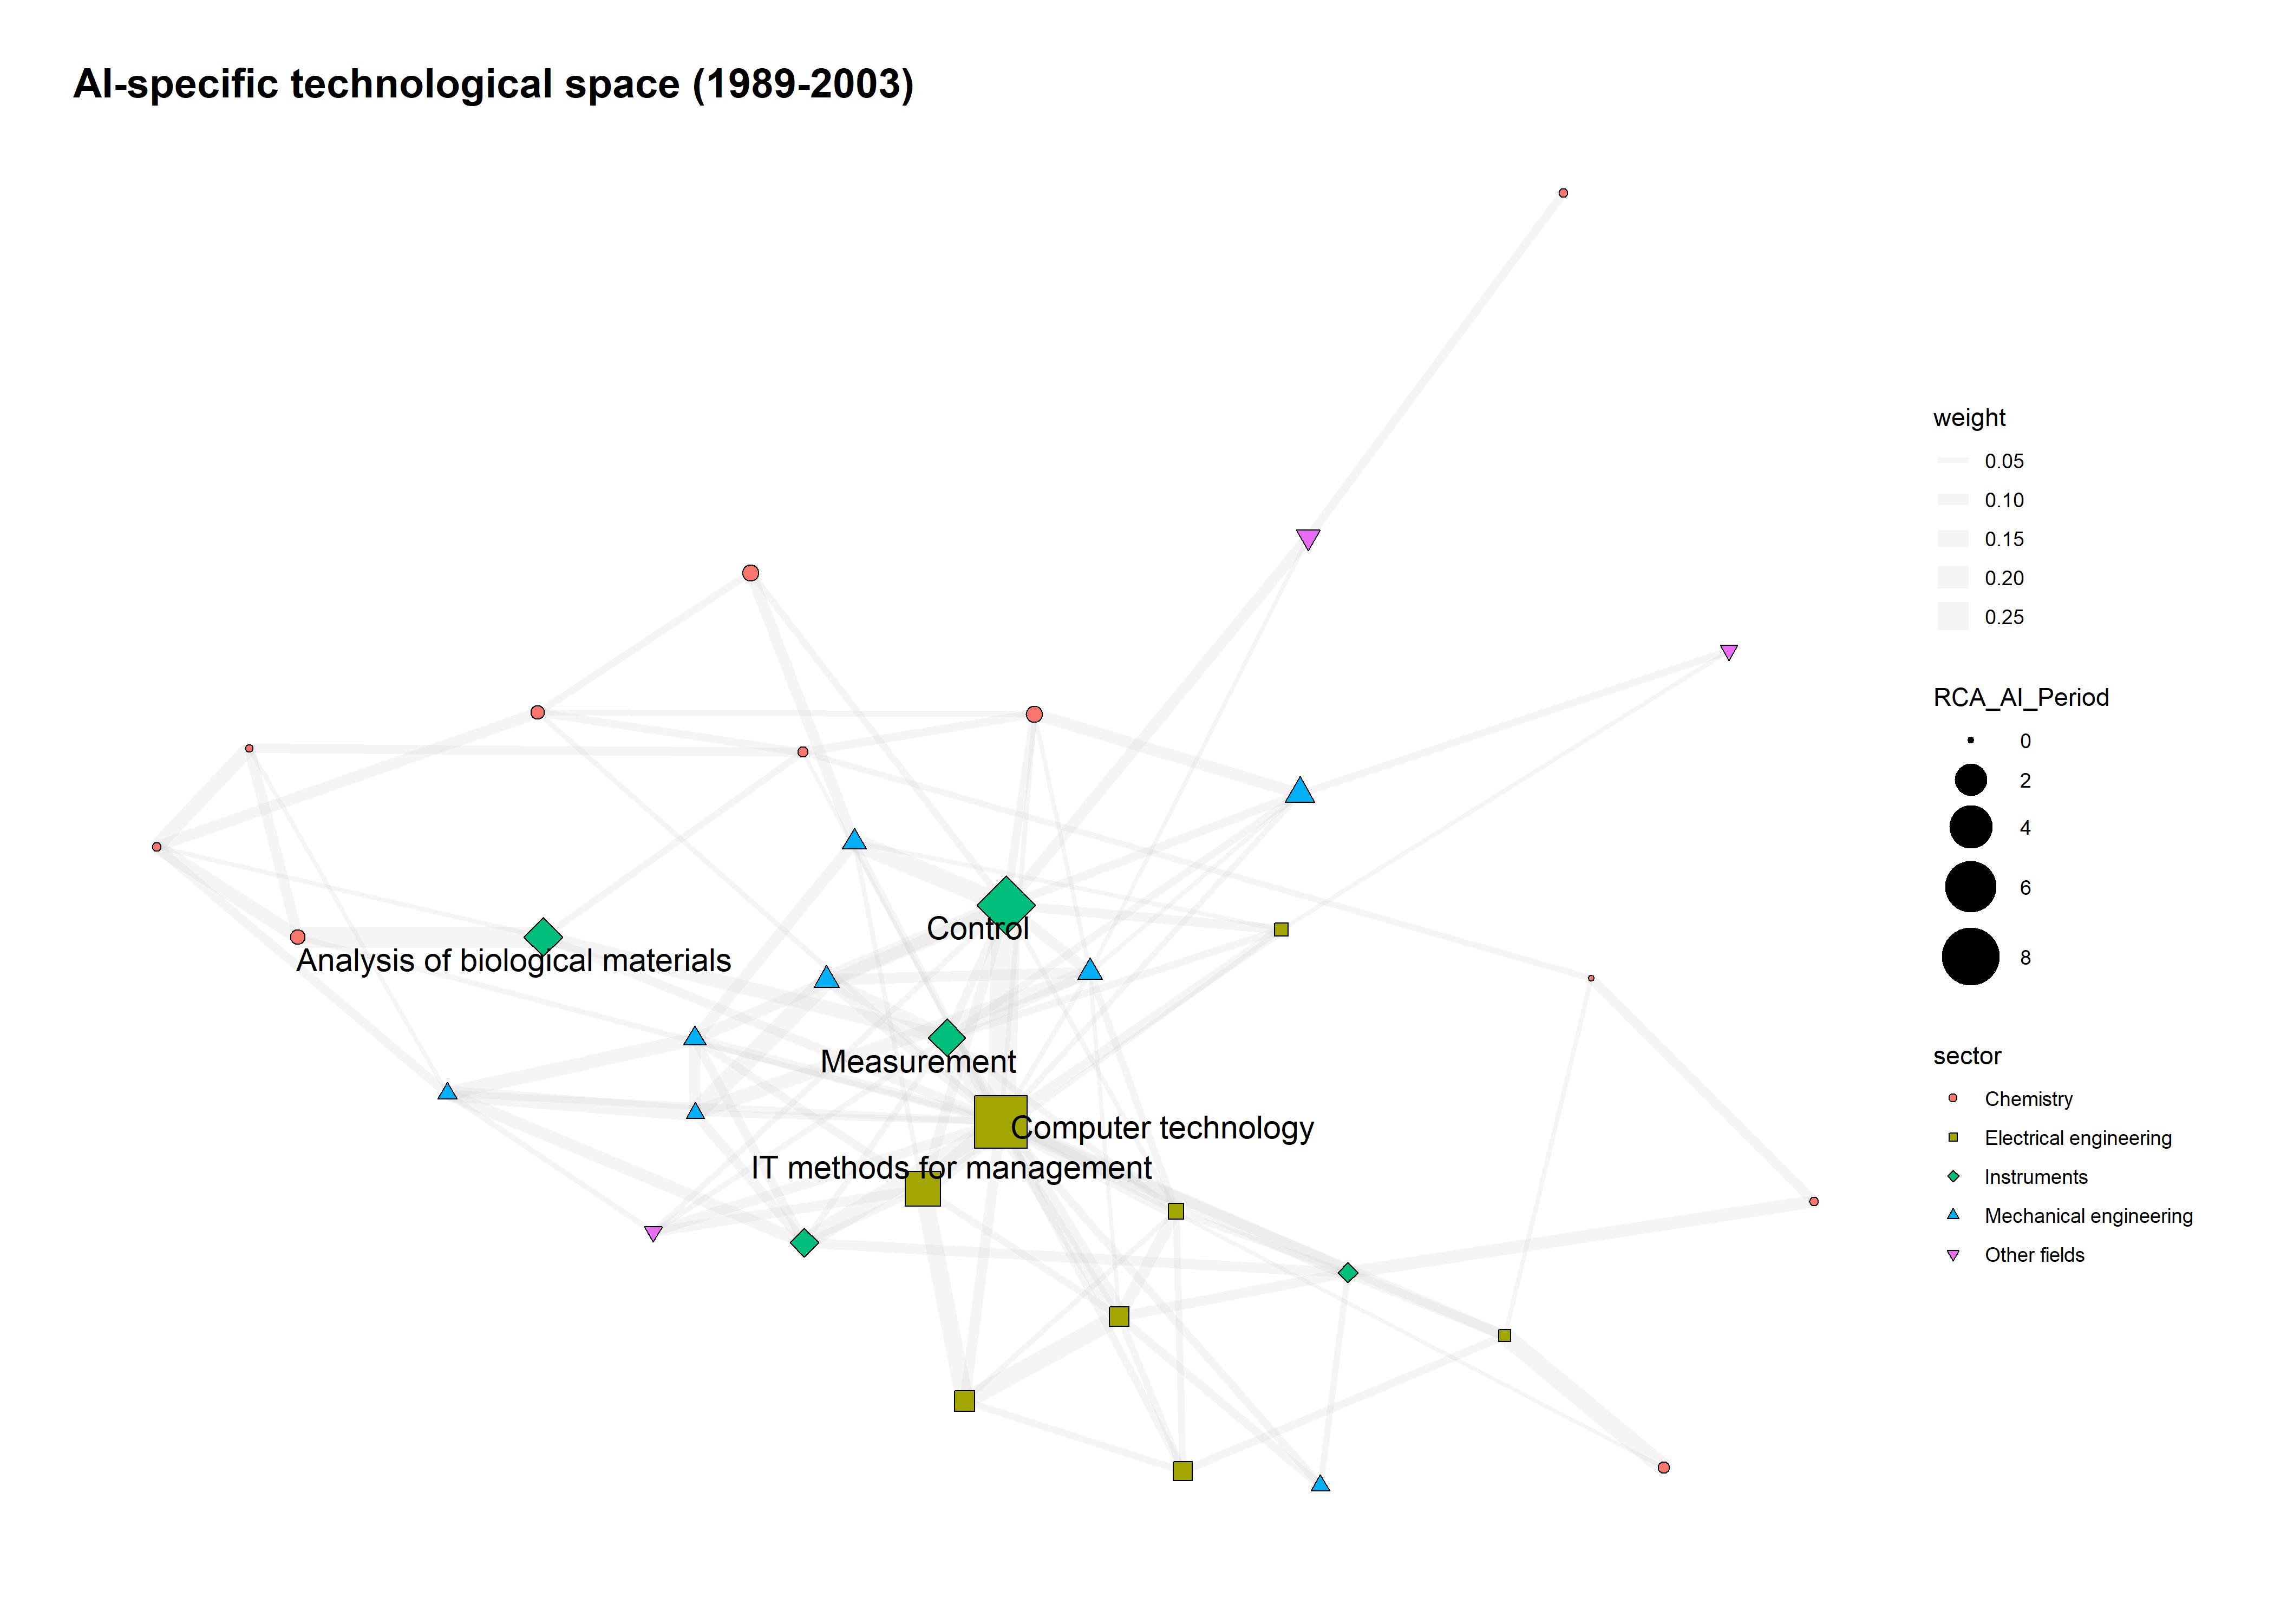 AI-specific technological space (1989-2003)
weight
0.05
0.10
0.15
0.20
0.25
RCA_AI_Period
0
2
4
6
8
sector
Chemistry
Electrical engineering
Instruments
Mechanical engineering
Other fields
Control
Analysis of biological materials
Measurement
Computer technology
IT methods for management